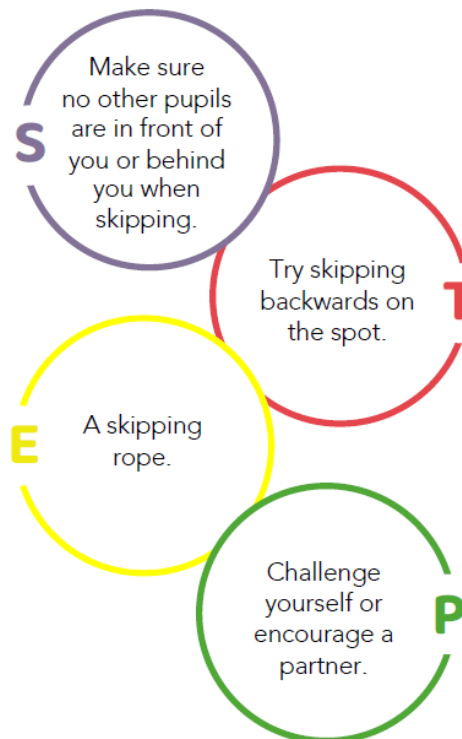 S
Make sure
no other pupils
are in front of
you or behind
you when
skipping.
T
Try skipping
backwards on
the spot.
E
A skipping
rope.
P
Challenge
yourself or
encourage a
partner.